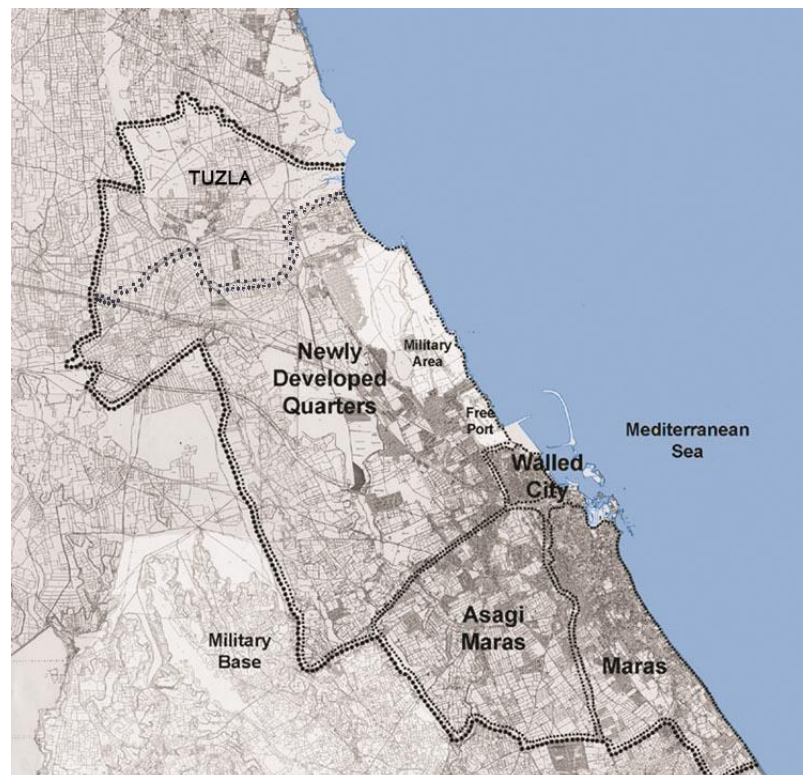 TUZLA
Newly
Developed
Quarters
Military
Area
Free
Port
Walled
City
Mediterranean
Sea
Asagi
Maras
Maras
Military
Base